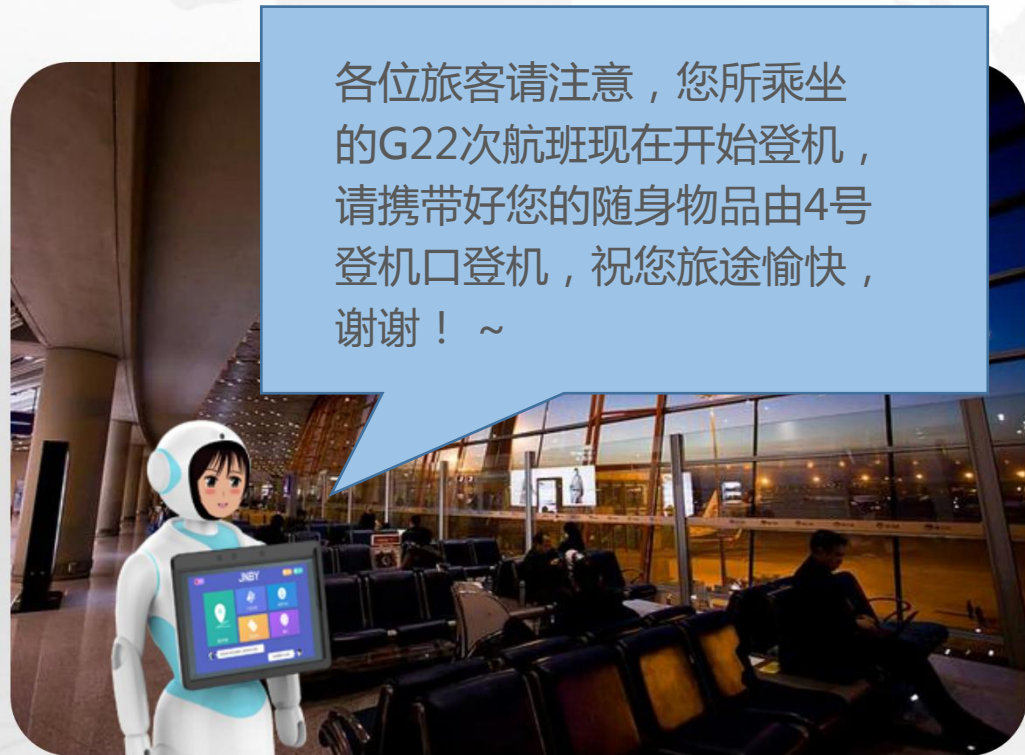 各位旅客请注意，您所乘坐
的G22次航班现在开始登机，
请携带好您的随身物品由4号
登机口登机，祝您旅途愉快，
谢谢！ ~
JNBY